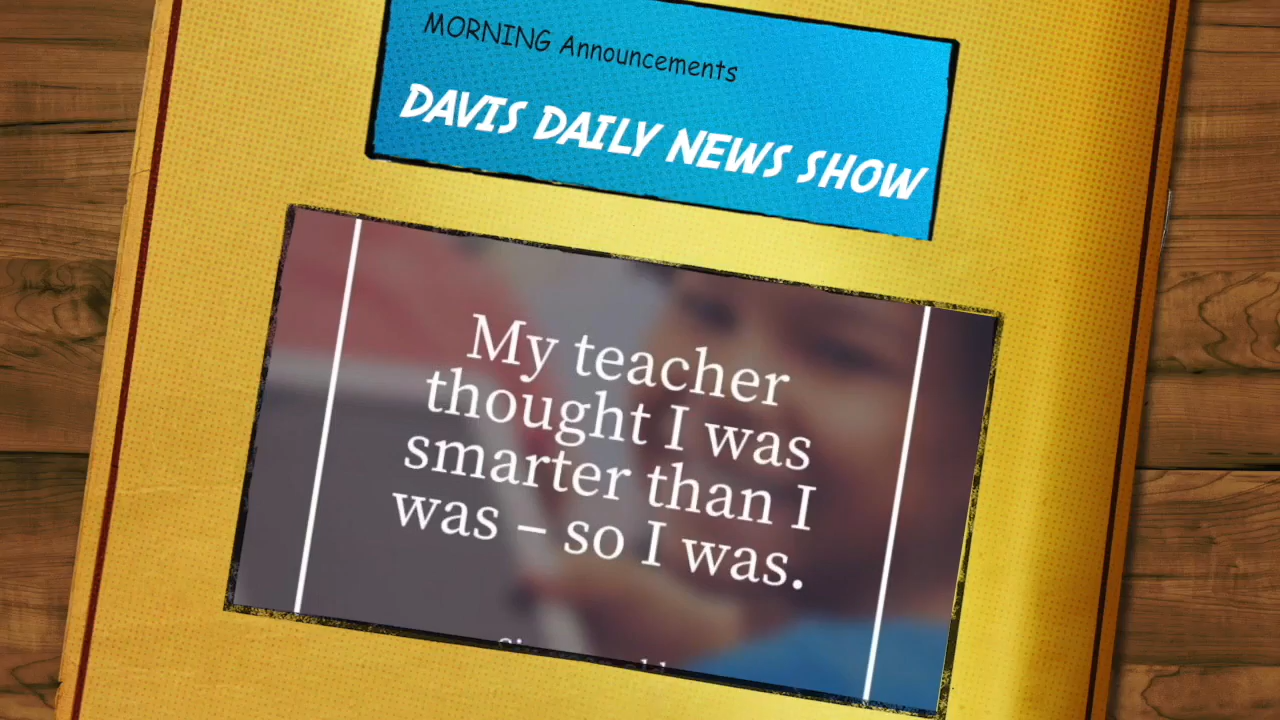 MORNING Announcements
DAVIS DAILY NEWS SHOW
My teacher
thought I was
smarter than I
was – so I was.